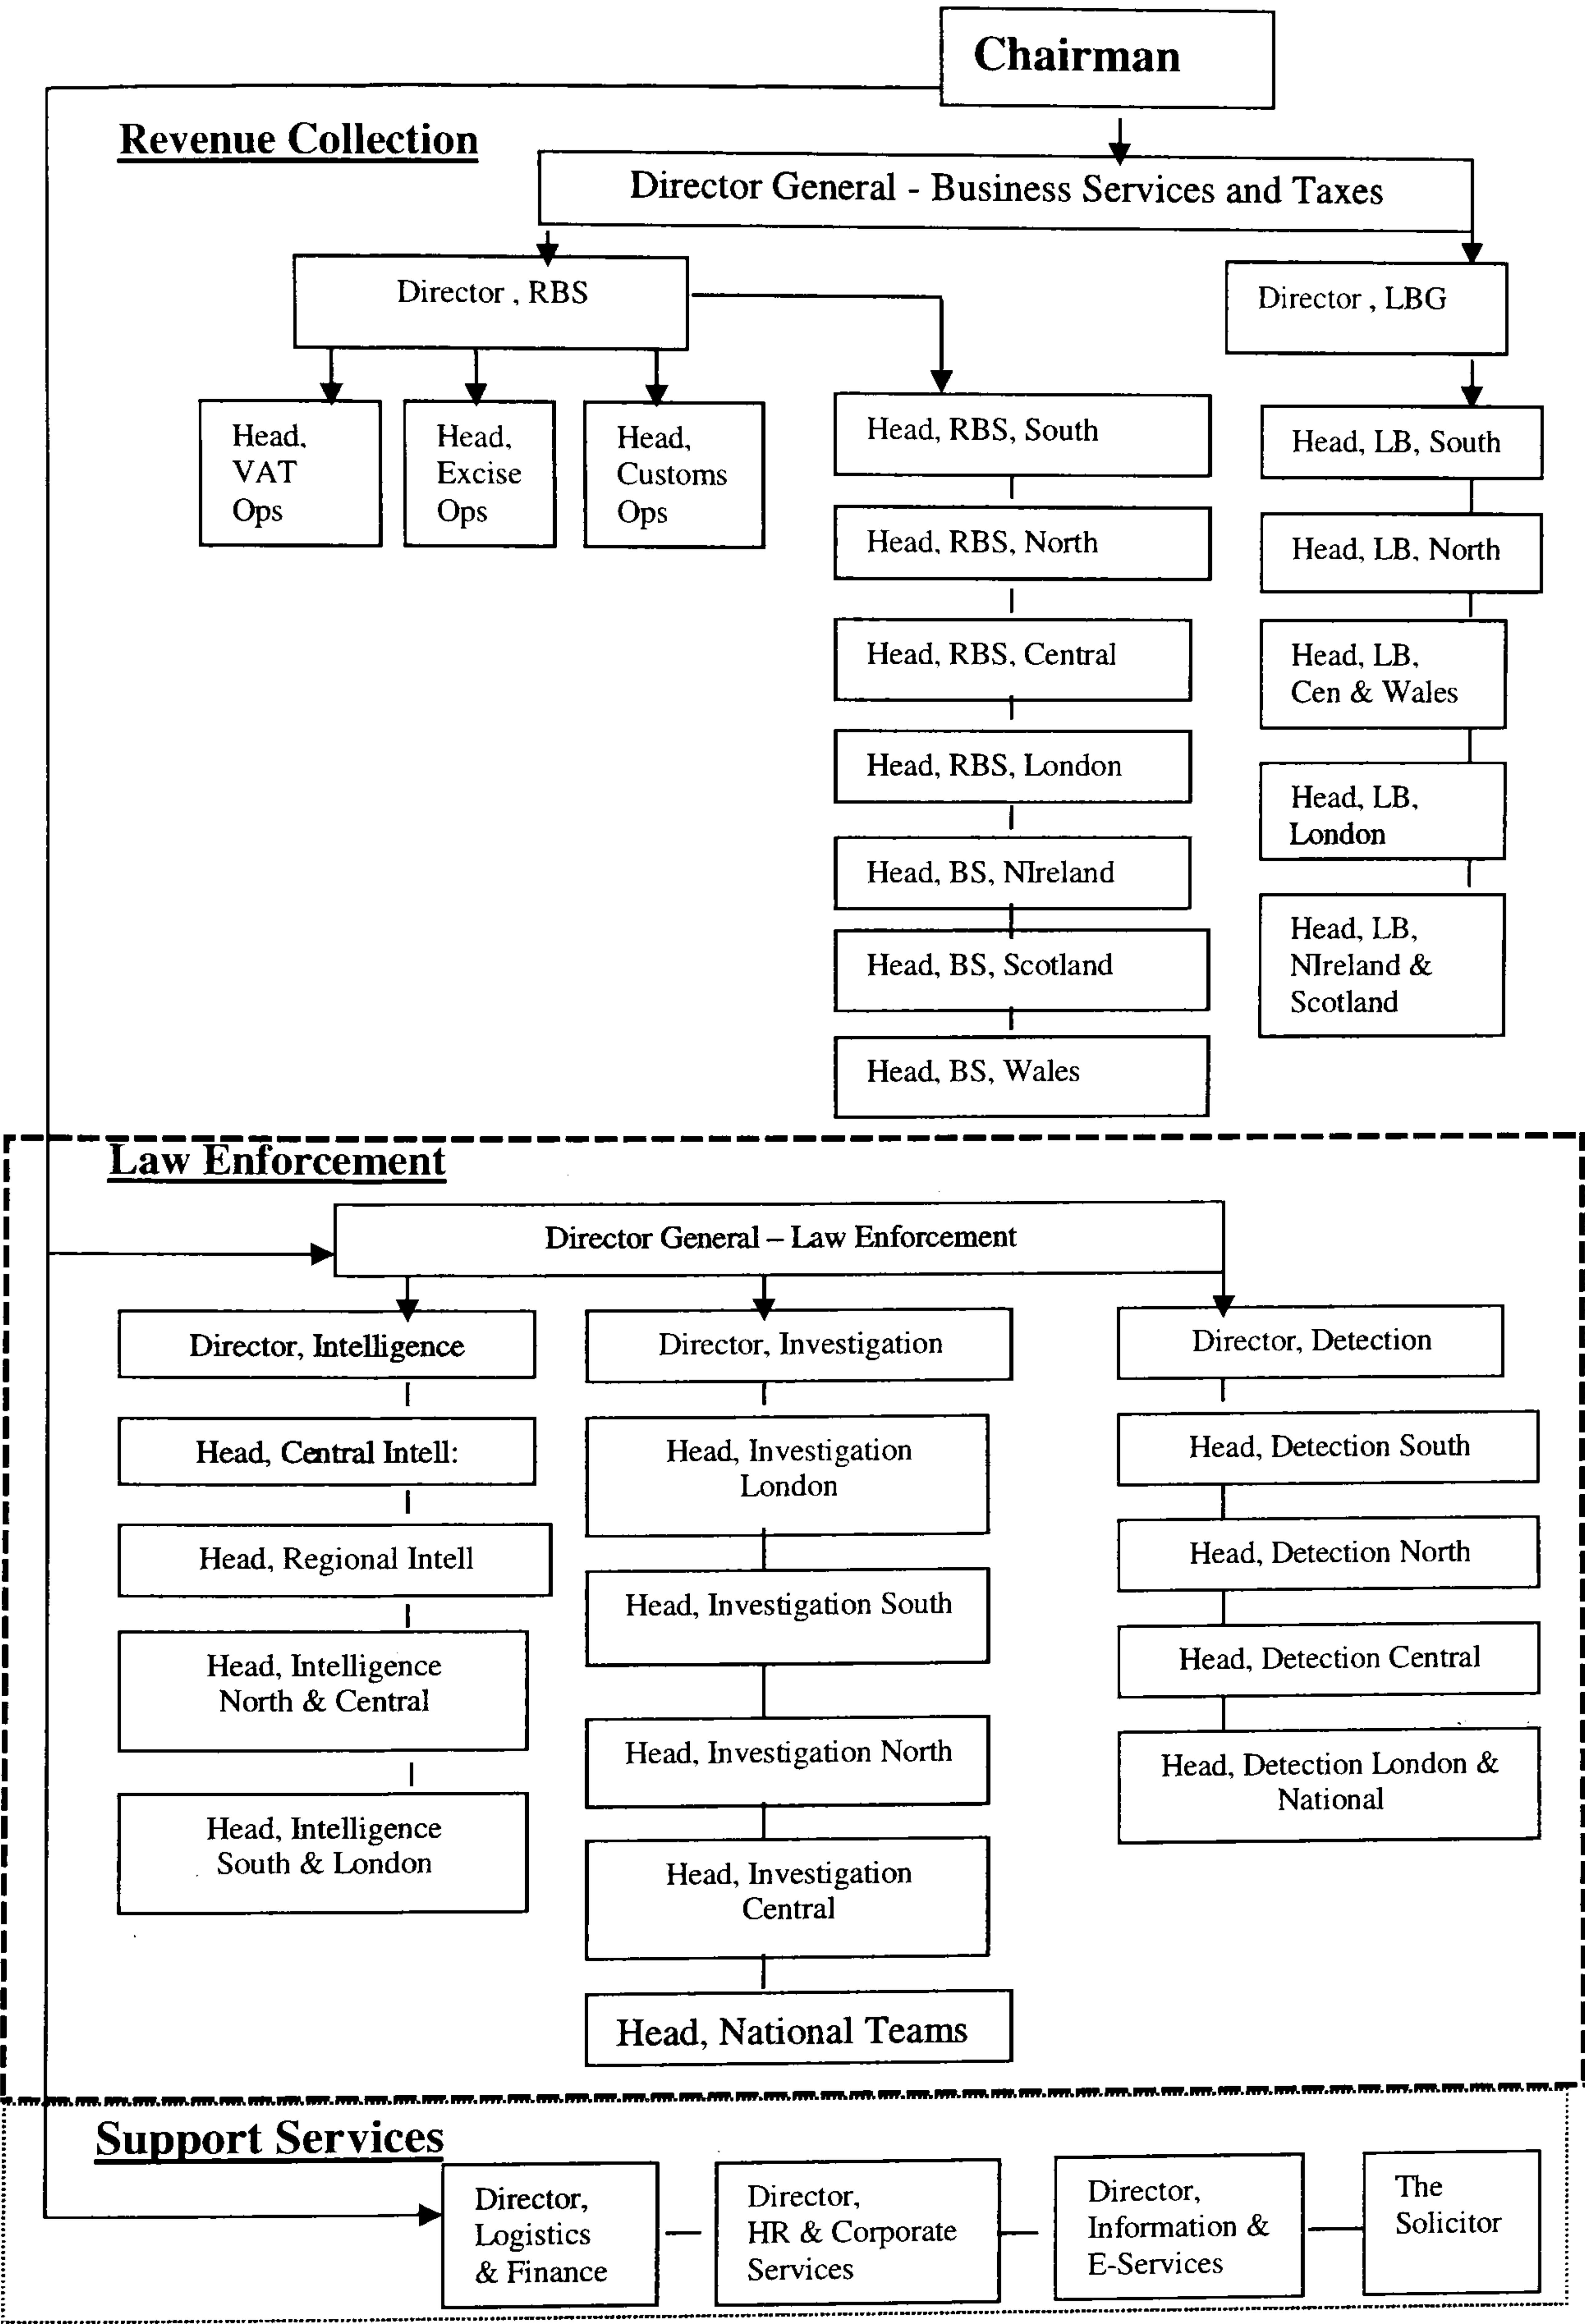 Chairman
Revenue Collection
Director General - Business Services and Taxes
Director , RBS
Director , LBG
Head,
VAT
Ops
Head,
Excise
Ops
Head,
Customs
Ops
Head, RBS, South
Head, RBS, North
Head, RBS, Central
Head, RBS, London
Head, BS, NIreland
Head, BS, Scotland
Head, BS, Wales
Head, LB, South
Head, LB, North
Head, LB,
Cen & Wales
Head, LB,
London
Head, LB,
NIreland &
Scotland
Law Enforcement
Director General – Law Enforcement
Director, Intelligence
Head, Central Intell:
Head, Regional Intell
Head, Intelligence
North & Central
Head, Intelligence
South & London
Director, Investigation
Head, Investigation
London
Head, Investigation South
Head, Investigation North
Head, Investigation
Central
Head, National Teams
Director, Detection
Head, Detection South
Head, Detection North
Head, Detection Central
Head, Detection London &
National
Support Services
Director,
Logistics
& Finance
Director,
HR & Corporate
Services
Director,
Information &
E-Services
The
Solicitor